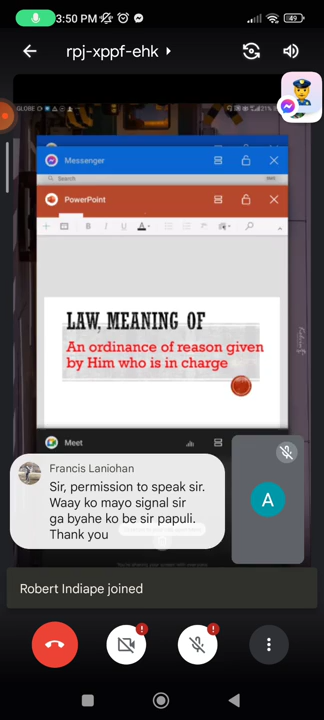 3:50 PM
49
rpj-xppf-ehk
GLOBE
21%
Messenger
Search
PowerPoint
B I U A
LAW, MEANING OF
An ordinance of reason given
by Him who is in charge
Meet
Francis Laniohan
Sir, permission to speak sir.
Waay ko mayo signal sir
ga byahe ko be sir papuli.
Thank you
A
Robert Indiape joined